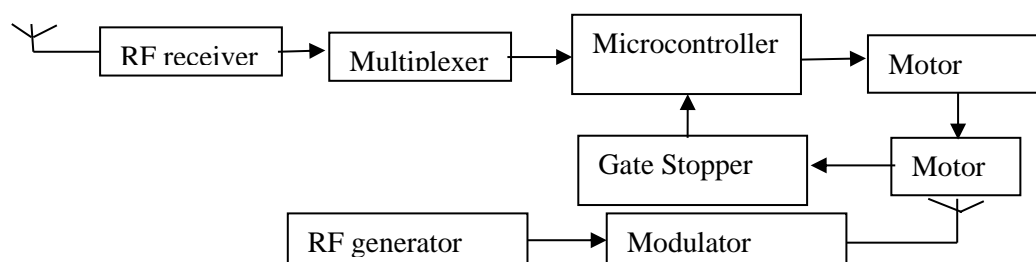 RF receiver
Multiplexer
Microcontroller
Motor
Gate Stopper
Motor
RF generator
Modulator